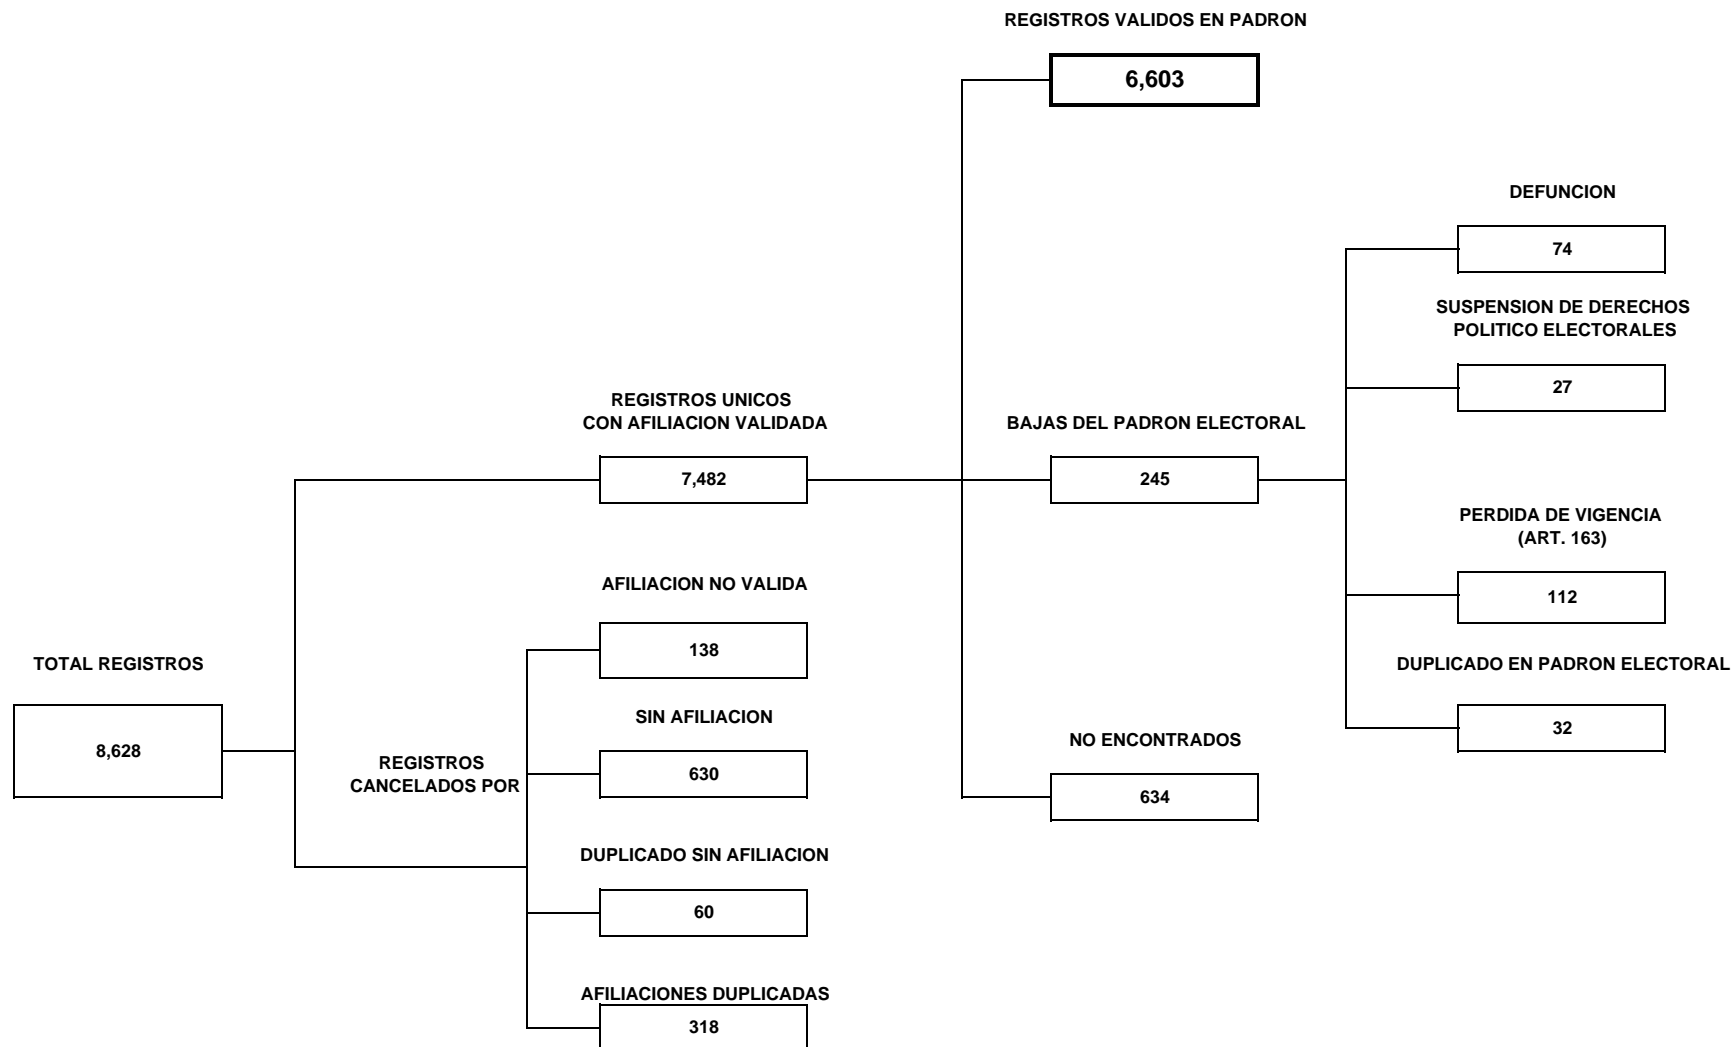 REGISTROS VALIDOS EN PADRON
6,603
DEFUNCION
74
SUSPENSION DE DERECHOS
POLITICO ELECTORALES
27
REGISTROS UNICOS
CON AFILIACION VALIDADA
7,482
BAJAS DEL PADRON ELECTORAL
245
PERDIDA DE VIGENCIA
(ART. 163)
112
AFILIACION NO VALIDA
138
TOTAL REGISTROS
8,628
DUPLICADO EN PADRON ELECTORAL
32
SIN AFILIACION
630
REGISTROS
CANCELADOS POR
NO ENCONTRADOS
634
DUPLICADO SIN AFILIACION
60
AFILIACIONES DUPLICADAS
318